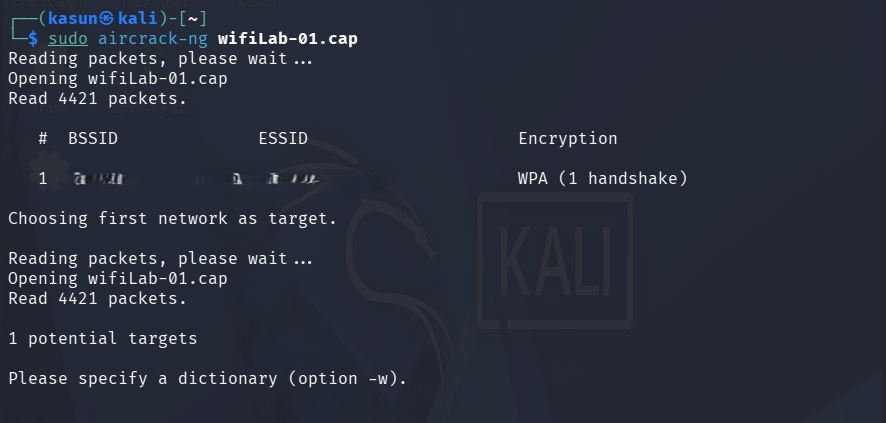 ┌──(kasun㉿kali)-[~]
└─$ sudo aircrack-ng wifiLab-01.cap
Reading packets, please wait...
Opening wifiLab-01.cap
Read 4421 packets.
# BSSID ESSID Encryption
1 WPA (1 handshake)
Choosing first network as target.
Reading packets, please wait...
Opening wifiLab-01.cap
Read 4421 packets.
1 potential targets
Please specify a dictionary (option -w).
KALI